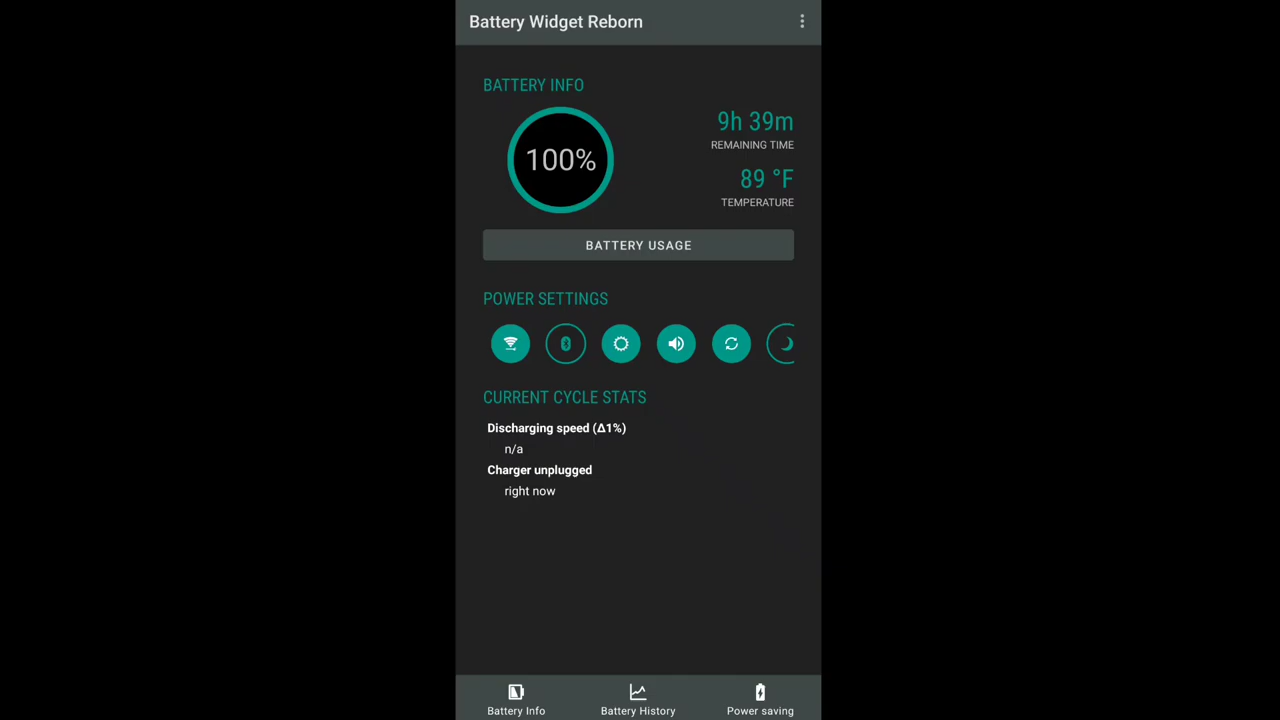 Battery Widget Reborn
BATTERY INFO
100%
9h 39m
REMAINING TIME
89 °F
TEMPERATURE
BATTERY USAGE
POWER SETTINGS
CURRENT CYCLE STATS
Discharging speed (Δ1%)
n/a
Charger unplugged
right now
Battery Info
Battery History
Power saving